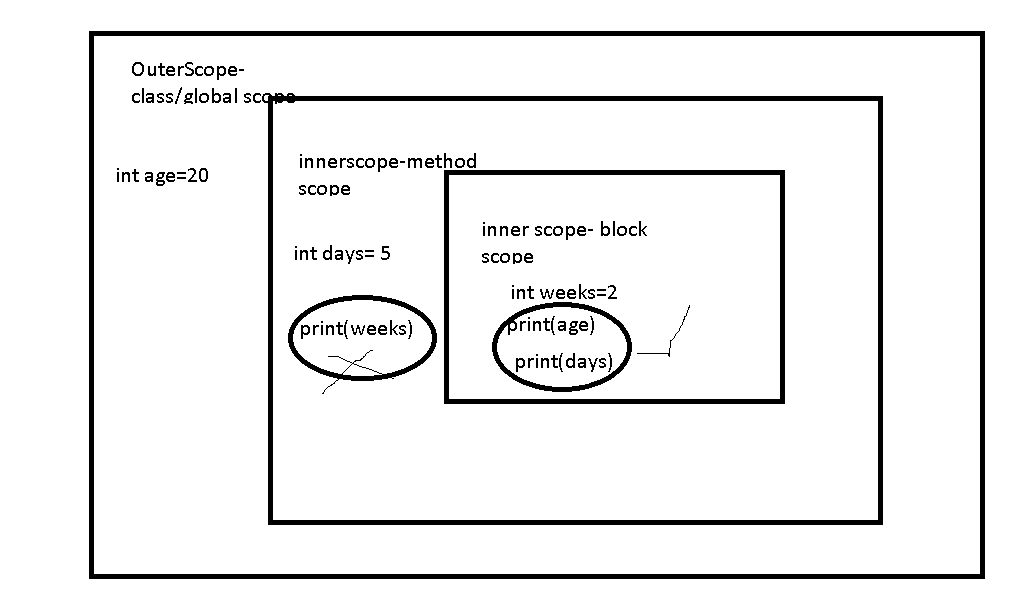 OuterScope-
class/global scope
int age=20
innerscope-method
scope
int days= 5
print(weeks)
inner scope- block
scope
int weeks=2
print(age)
print(days)